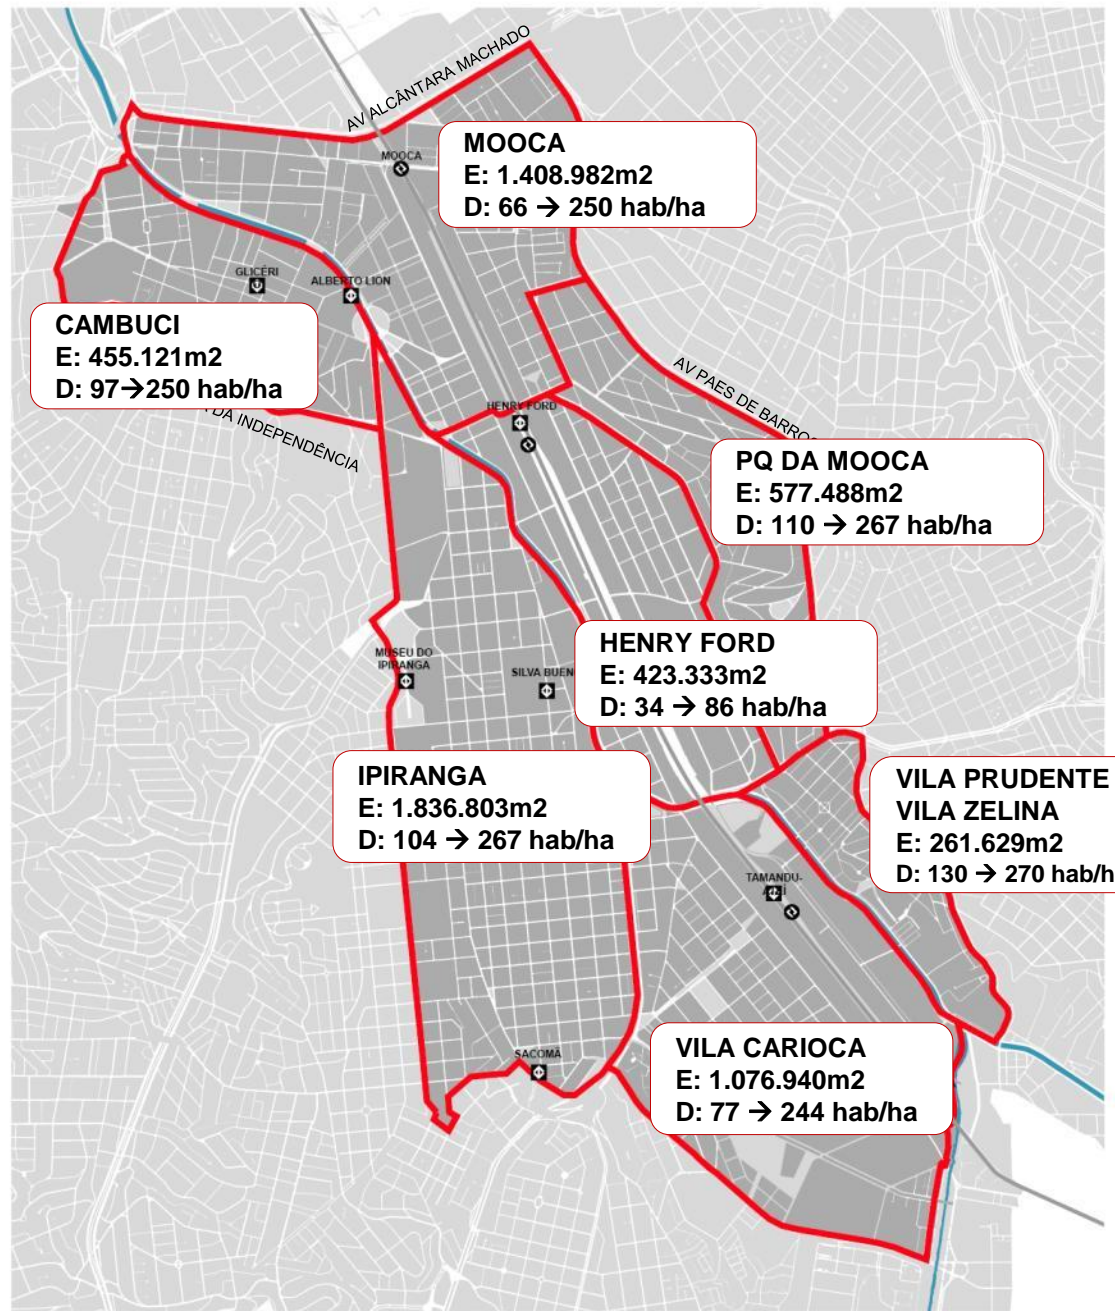 AV ALCÂNTARA MACHADO
MOOCA
MOOCA
E: 1.408.982m2
D: 66 → 250 hab/ha
GLICÉRI
ALBERTO LION
CAMBUCI
E: 455.121m2
D: 97→250 hab/ha
DA INDEPENDÊNCIA
HENRY FORD
AV PAES DE BARROS
PQ DA MOOCA
E: 577.488m2
D: 110 → 267 hab/ha
MUSEU DO
IPIRANGA
SILVA BUEN
HENRY FORD
E: 423.333m2
D: 34 → 86 hab/ha
IPIRANGA
E: 1.836.803m2
D: 104 → 267 hab/ha
VILA PRUDENTE
VILA ZELINA
E: 261.629m2
D: 130 → 270 hab/h
TAMANDU-
SACOMÃ
VILA CARIOCA
E: 1.076.940m2
D: 77 → 244 hab/ha